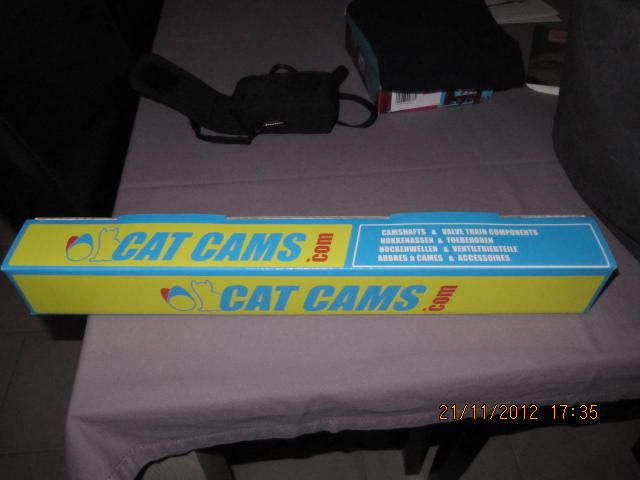 CAT CAMS.com
CAMSHAFTS & VALVE TRAIN COMPONENTS
NOKKENASSEN & TOEBEHOREN
NOCKENWELLEN & VENTILTRIEBTEILE
ARBRES à CAMES & ACCESSOIRES
CAT CAMS.com
21/11/2012 17:35